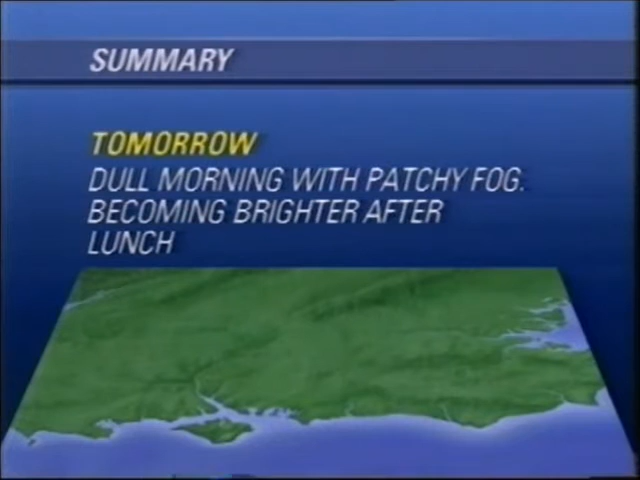 SUMMARY
TOMORROW
DULL MORNING WITH PATCHY FOG.
BECOMING BRIGHTER AFTER
LUNCH